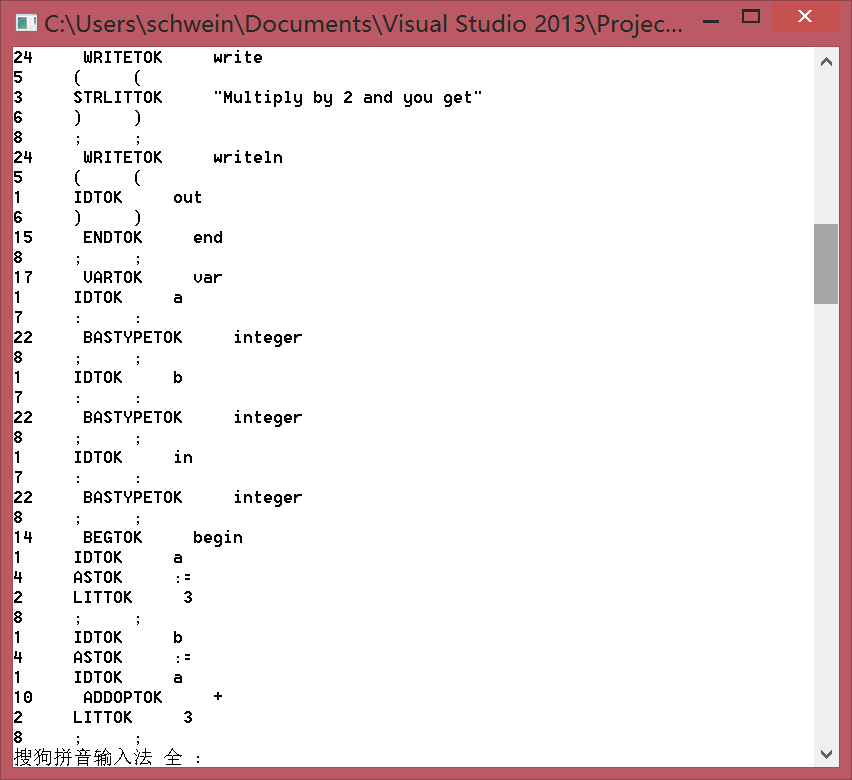 C:\Users\schwein\Documents\Visual Studio 2013\Projec...
24 WRITETOK write
5 ( (
3 STRLITTOK "Multiply by 2 and you get"
6 ) )
8 ; ;
24 WRITETOK writeln
5 ( (
1 IDTOK out
6 ) )
15 ENDTOK end
8 ; ;
17 VARTOK var
1 IDTOK a
7 : :
22 BASTYPETOK integer
8 ; ;
1 IDTOK b
7 : :
22 BASTYPETOK integer
8 ; ;
1 IDTOK in
7 : :
22 BASTYPETOK integer
8 ; ;
14 BEGTOK begin
1 IDTOK a
4 ASTOK :=
2 LITTOK 3
8 ; ;
1 IDTOK b
4 ASTOK :=
1 IDTOK a
10 ADDOPTOK +
2 LITTOK 3
8 ; ;
搜狗拼音输入法 全 :